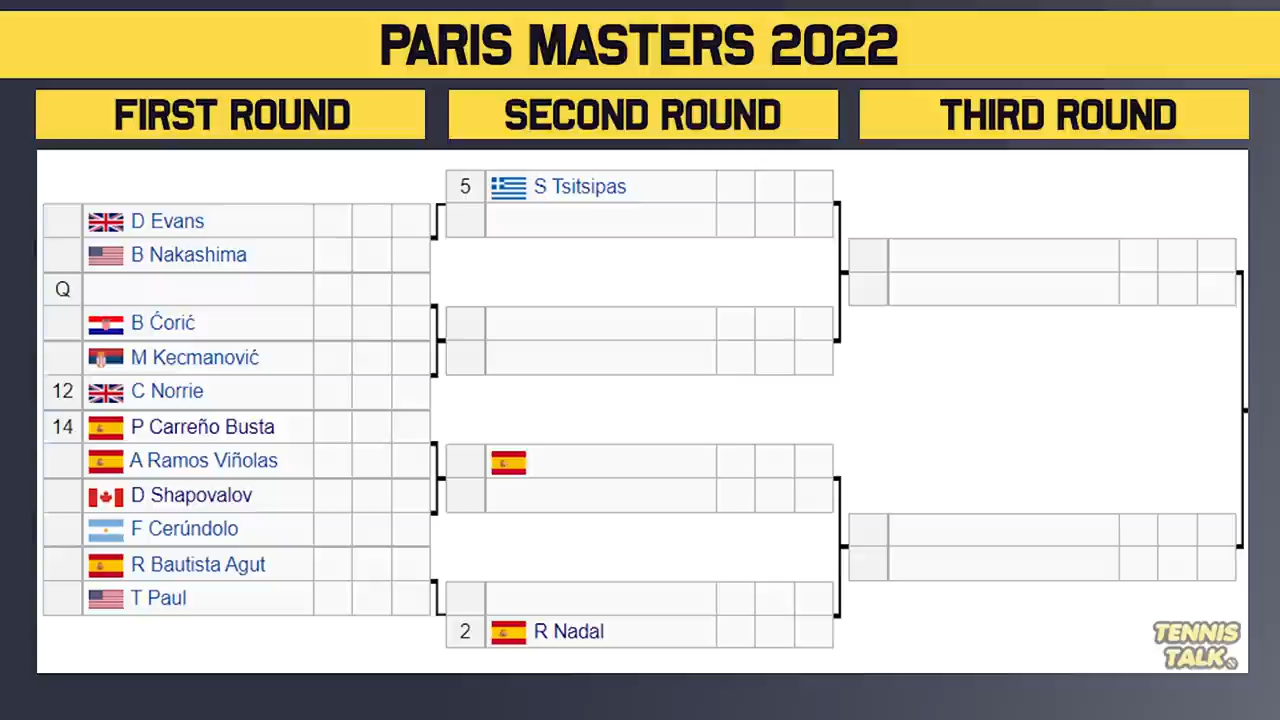 PARIS MASTERS 2022
FIRST ROUND
SECOND ROUND
THIRD ROUND
5 S Tsitsipas
D Evans
B Nakashima
Q
B Ćorić
M Kecmanović
12 C Norrie
14 P Carreño Busta
A Ramos Viñolas
D Shapovalov
F Cerúndolo
R Bautista Agut
T Paul
2 R Nadal
TENNIS
TALK